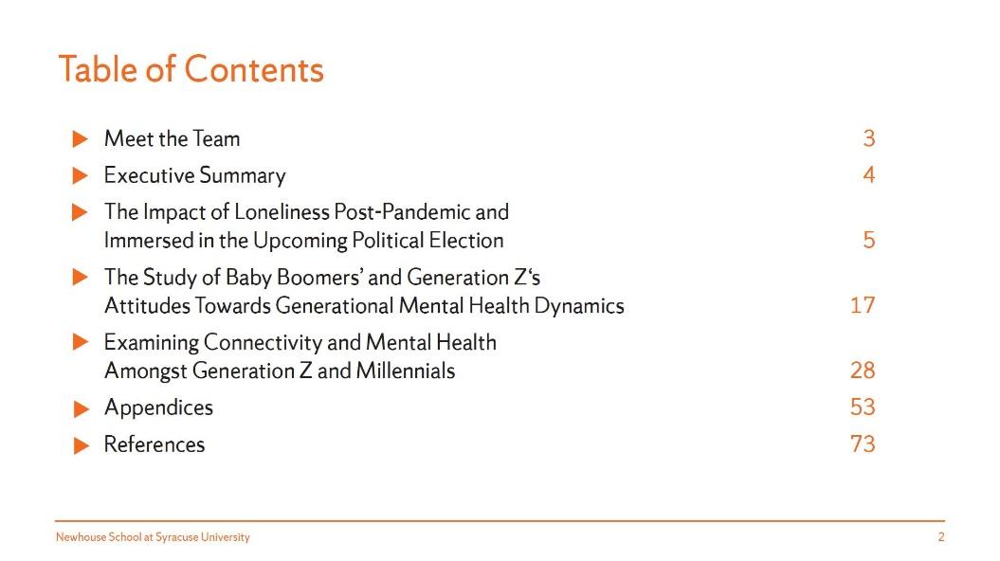 Table of Contents
Meet the Team 3
Executive Summary 4
The Impact of Loneliness Post-Pandemic and
Immersed in the Upcoming Political Election 5
The Study of Baby Boomers’ and Generation Z‘s
Attitudes Towards Generational Mental Health Dynamics 17
Examining Connectivity and Mental Health
Amongst Generation Z and Millennials 28
Appendices 53
References 73
Newhouse School at Syracuse University 2